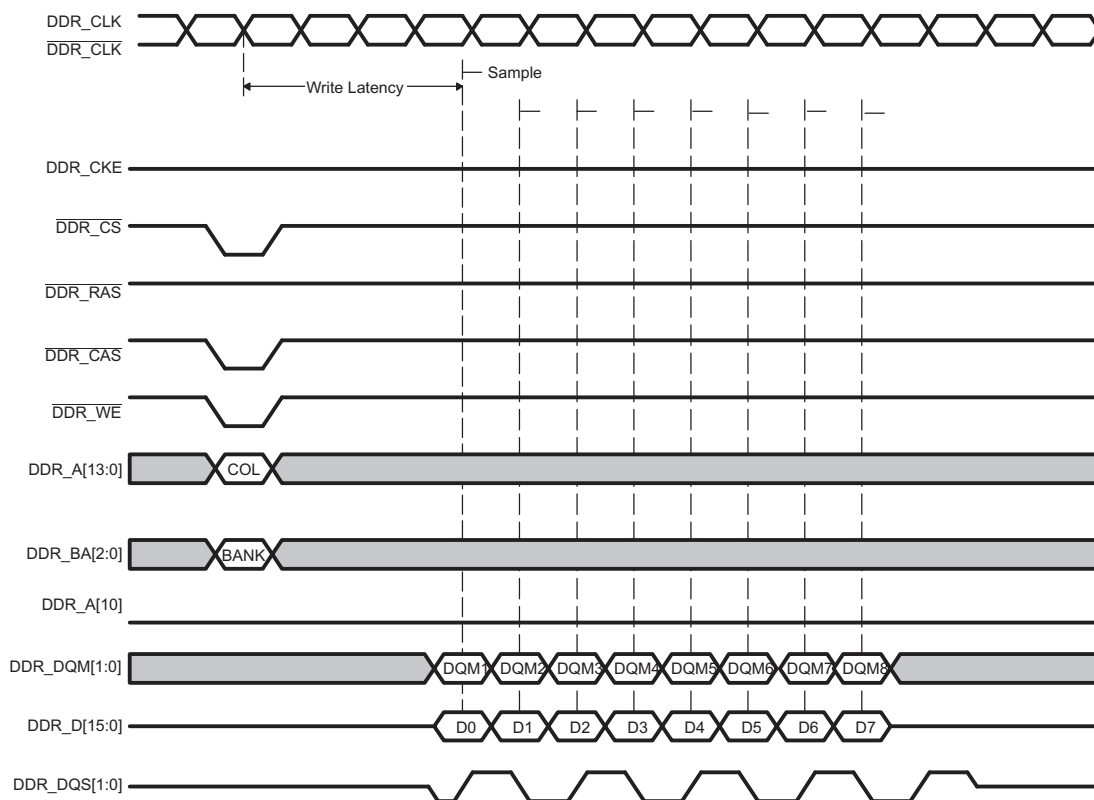 DDR_CLK
DDR_CLK
Sample
Write Latency
DDR_CKE
DDR_CS
DDR_RAS
DDR_CAS
DDR_WE
DDR_A[13:0] COL
DDR_BA[2:0] BANK
DDR_A[10]
DDR_DQM[1:0] DQM1 DQM2 DQM3 DQM4 DQM5 DQM6 DQM7 DQM8
DDR_D[15:0] D0 D1 D2 D3 D4 D5 D6 D7
DDR_DQS[1:0]